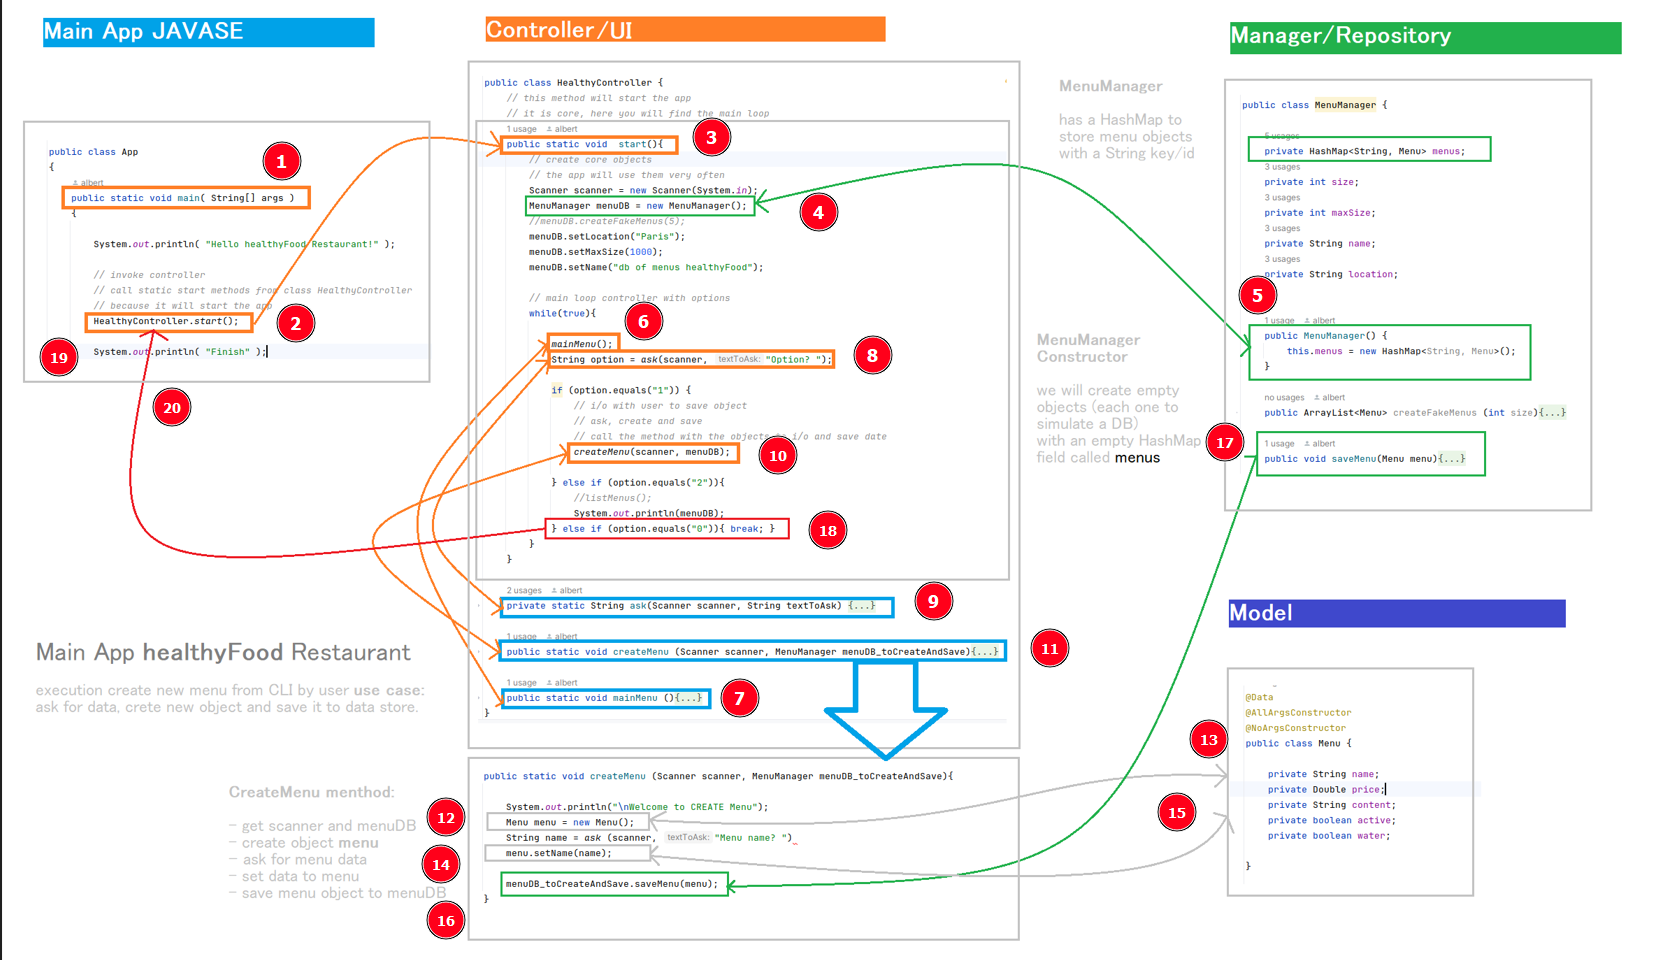 Main App JAVASE
Controller/UI
Manager/Repository
public class App
{
albert
public static void main( String[] args )
{
System.out.println( "Hello healthyFood Restaurant!" );
// invoke controller
// call static start methods from class HealthyController
// because it will start the app
HealthyController.start();
System.out.println( "Finish" );
1
2
19
20
Main App healthyFood Restaurant
execution create new menu from CLI by user use case:
ask for data, crete new object and save it to data store.
CreateMenu menthod:
- get scanner and menuDB
- create object menu
- ask for menu data
- set data to menu
- save menu object to menuDB
public class HealthyController {
// this method will start the app
// it is core, here you will find the main loop
1 usage albert
public static void start(){
// create core objects
// the app will use them very often
Scanner scanner = new Scanner(System.in);
MenuManager menuDB = new MenuManager();
//menuDB.createFakeMenus(5);
menuDB.setLocation("Paris");
menuDB.setMaxSize(1000);
menuDB.setName("db of menus healthyFood");
// main loop controller with options
while(true){
mainMenu();
String option = ask(scanner, textToAsk: "Option? ");
if (option.equals("1")) {
// i/o with user to save object
// ask, create and save
// call the method with the objects to i/o and save date
createMenu(scanner, menuDB);
} else if (option.equals("2")){
//listMenus();
System.out.println(menuDB);
} else if (option.equals("0")){ break; }
}
}
2 usages albert
private static String ask(Scanner scanner, String textToAsk) {...}
1 usage albert
public static void createMenu (Scanner scanner, MenuManager menuDB_toCreateAndSave){...}
1 usage albert
public static void mainMenu (){...}
}
3
4
6
8
10
18
9
11
7
public static void createMenu (Scanner scanner, MenuManager menuDB_toCreateAndSave){
System.out.println("\nWelcome to CREATE Menu");
Menu menu = new Menu();
String name = ask (scanner, textToAsk: "Menu name? ")
menu.setName(name);
menuDB_toCreateAndSave.saveMenu(menu);
}
12
14
16
MenuManager
has a HashMap to
store menu objects
with a String key/id
MenuManager
Constructor
we will create empty
objects (each one to
simulate a DB)
with an empty HashMap
field called menus
public class MenuManager {
5 usages
private HashMap<String, Menu> menus;
3 usages
private int size;
3 usages
private int maxSize;
3 usages
private String name;
3 usages
private String location;
1 usage albert
public MenuManager() {
this.menus = new HashMap<String, Menu>();
}
no usages albert
public ArrayList<Menu> createFakeMenus (int size){...}
1 usage albert
public void saveMenu(Menu menu){...}
5
17
Model
@Data
@AllArgsConstructor
@NoArgsConstructor
public class Menu {
private String name;
private Double price;
private String content;
private boolean active;
private boolean water;
}
13
15